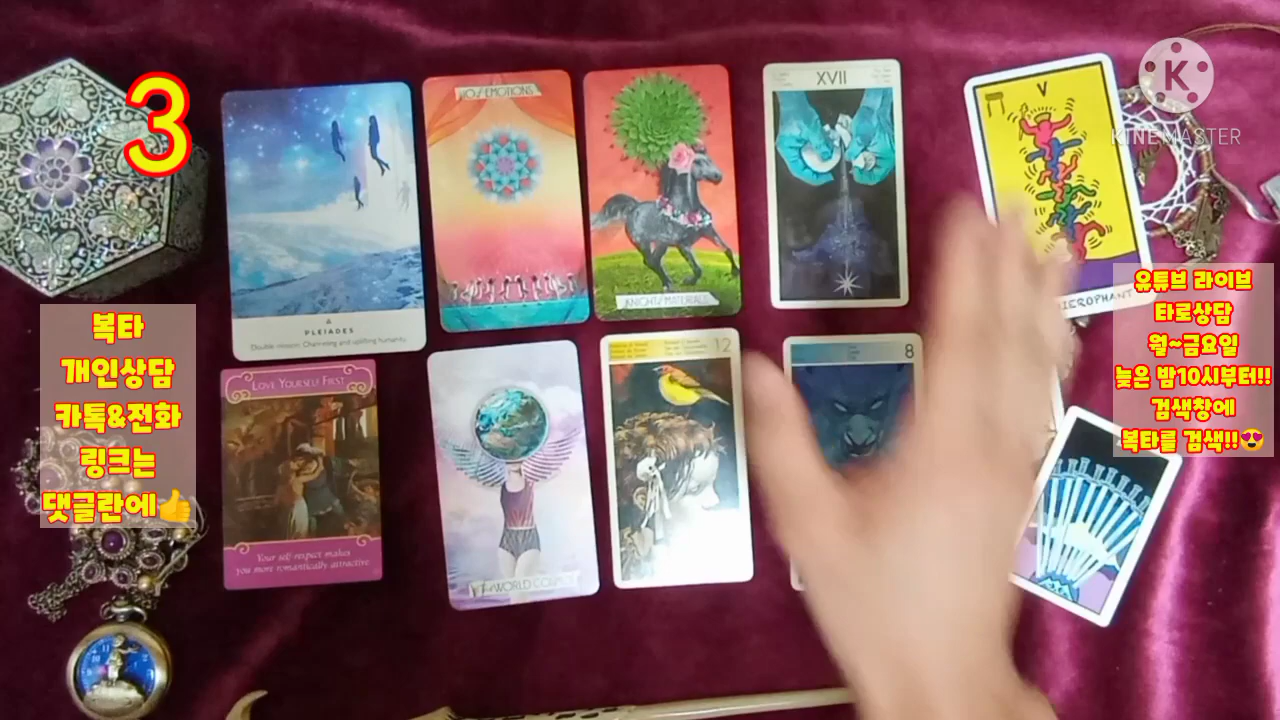 3
복타
개인상담
카톡&전화
링크는
댓글란에👍
PLEIADES
Double mission. Channeling and uplifting humanity.
10 / EMOTIONS
KNIGHT / MATERIALS
XVII
V
HIEROPHANT
KINEMASTER
유튜브 라이브
타로상담
월~금요일
늦은 밤10시부터!!
검색창에
복타를 검색!!😍
LOVE YOURSELF FIRST
Your self-respect makes
you more romantically attractive
WORLD COSMO
12
8